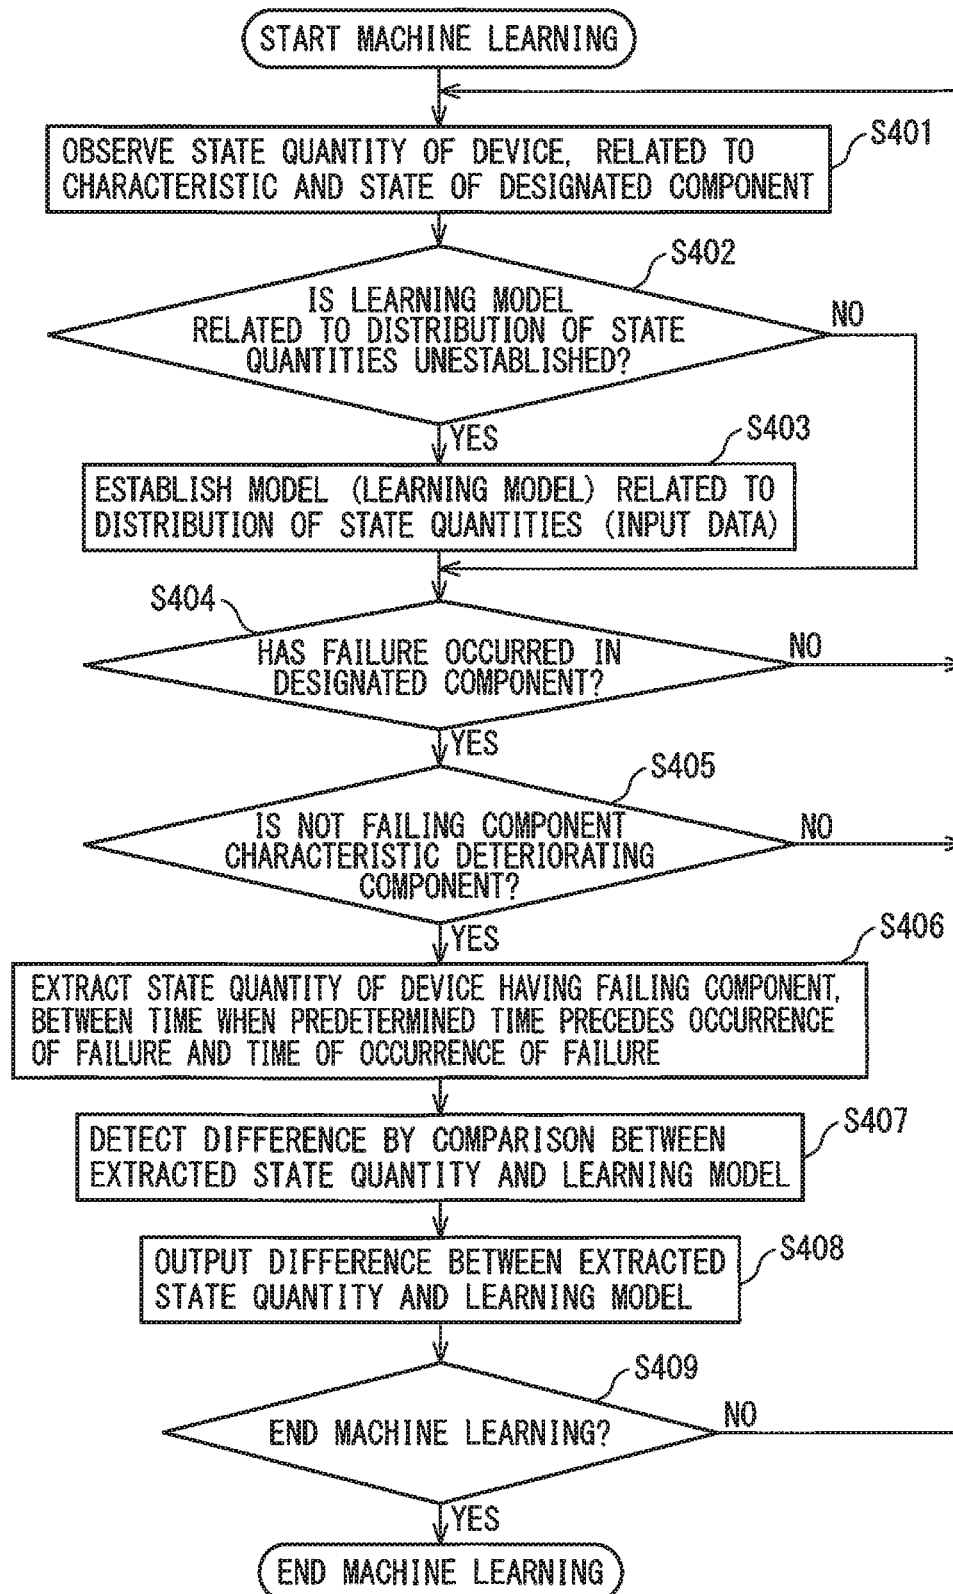 START MACHINE LEARNING
S401
OBSERVE STATE QUANTITY OF DEVICE, RELATED TO
CHARACTERISTIC AND STATE OF DESIGNATED COMPONENT
S402
IS LEARNING MODEL
RELATED TO DISTRIBUTION OF STATE
QUANTITIES UNESTABLISHED?
NO
YES
S403
ESTABLISH MODEL (LEARNING MODEL) RELATED TO
DISTRIBUTION OF STATE QUANTITIES (INPUT DATA)
S404
HAS FAILURE OCCURRED IN
DESIGNATED COMPONENT?
NO
YES
S405
IS NOT FAILING COMPONENT
CHARACTERISTIC DETERIORATING
COMPONENT?
NO
YES
S406
EXTRACT STATE QUANTITY OF DEVICE HAVING FAILING COMPONENT,
BETWEEN TIME WHEN PREDETERMINED TIME PRECEDES OCCURRENCE
OF FAILURE AND TIME OF OCCURRENCE OF FAILURE
S407
DETECT DIFFERENCE BY COMPARISON BETWEEN
EXTRACTED STATE QUANTITY AND LEARNING MODEL
S408
OUTPUT DIFFERENCE BETWEEN EXTRACTED
STATE QUANTITY AND LEARNING MODEL
S409
END MACHINE LEARNING?
NO
YES
END MACHINE LEARNING